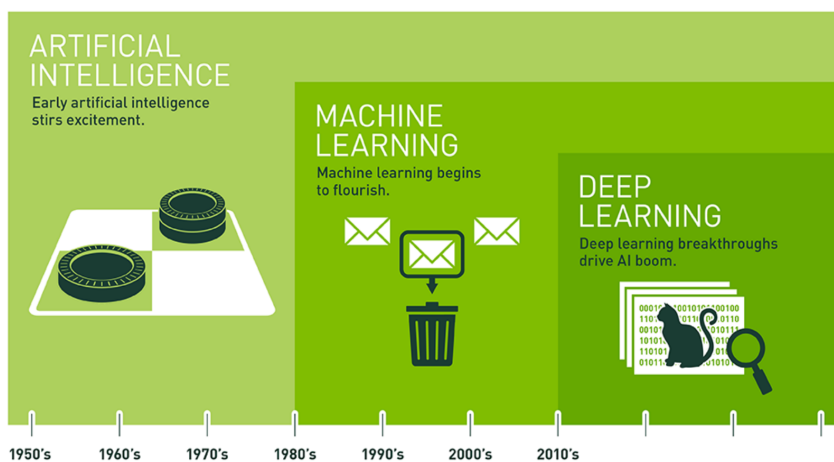 ARTIFICIAL
INTELLIGENCE
Early artificial intelligence
stirs excitement.
MACHINE
LEARNING
Machine learning begins
to flourish.
DEEP
LEARNING
Deep learning breakthroughs
drive AI boom.
1950's 1960's 1970's 1980's 1990's 2000's 2010's